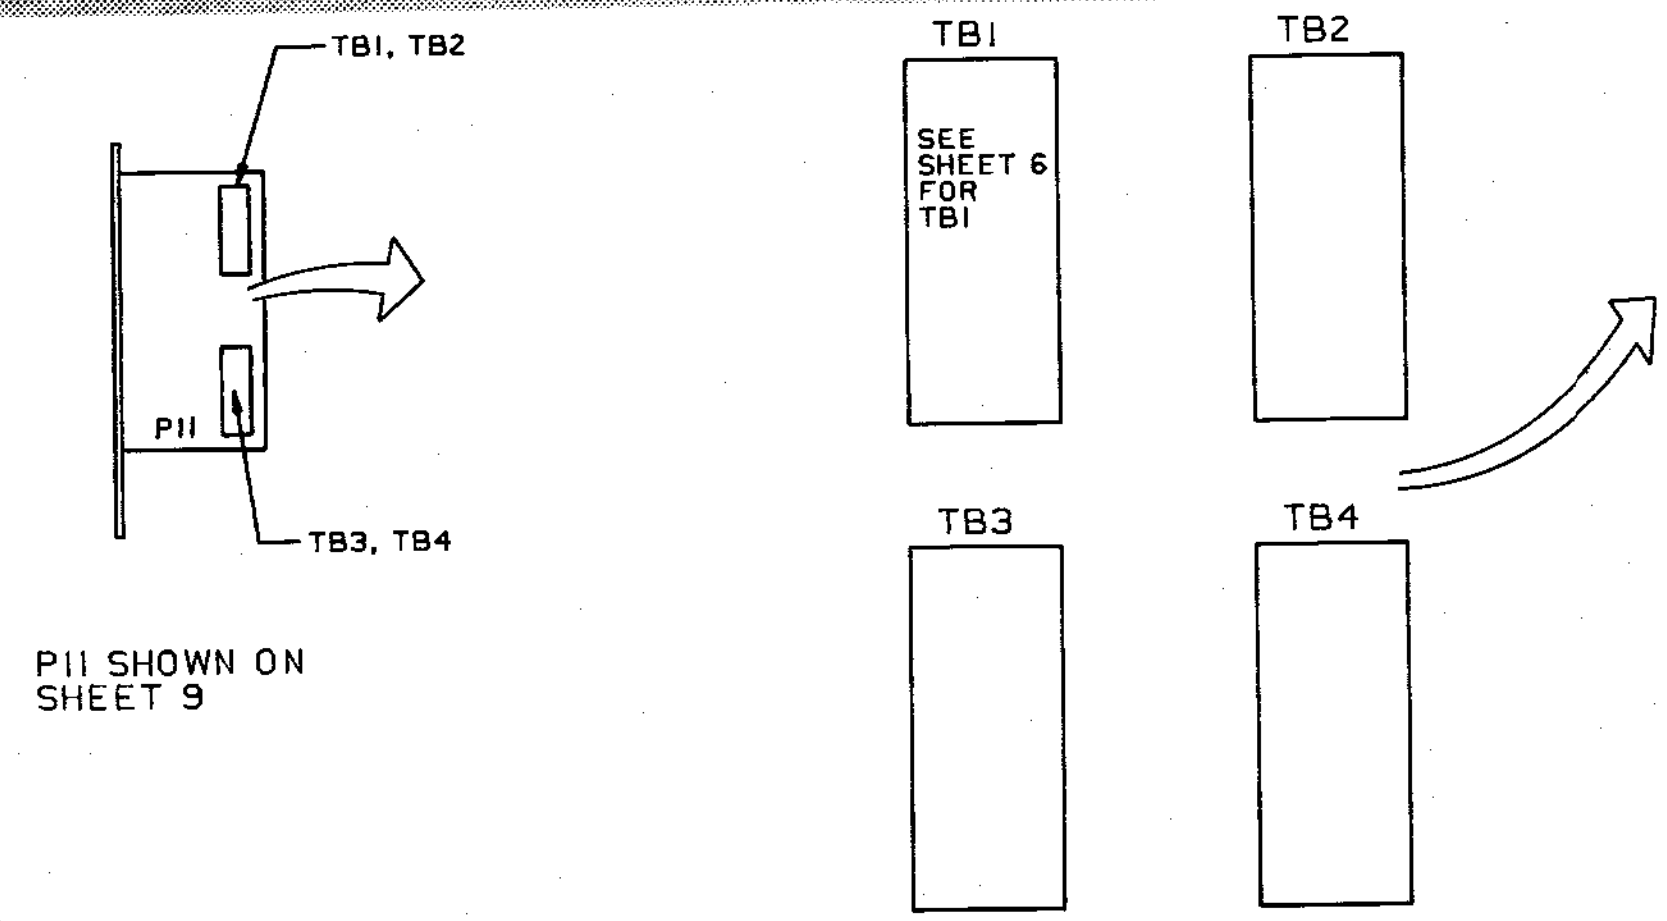 TB1, TB2
P11
TB3, TB4
P11 SHOWN ON
SHEET 9
TB1
SEE
SHEET 6
FOR
TB1
TB2
TB3
TB4